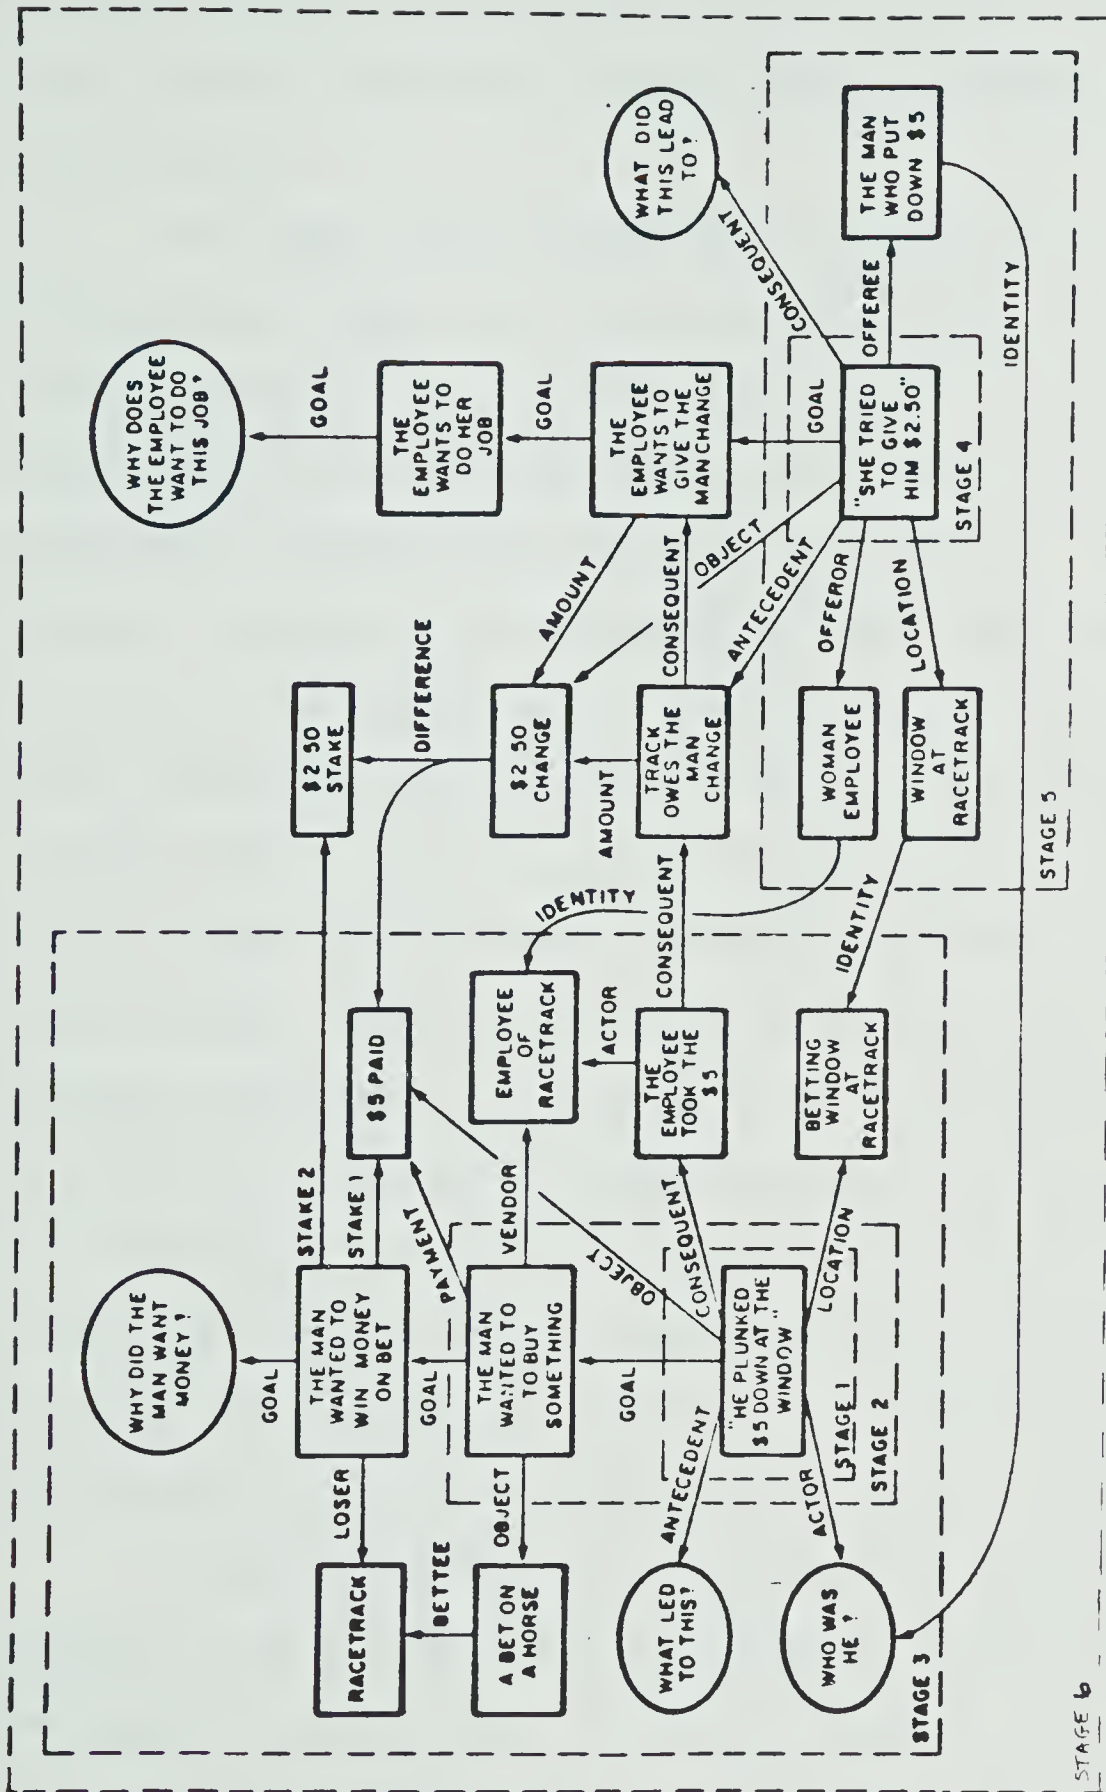 WHY DID THE
MAN WANT
MONEY?
GOAL
THE MAN
WANTED TO
WIN MONEY
ON BET
STAKE 2
STAKE 1
LOSER
RACETRACK
BETTEE
A BET ON
A HORSE
OBJECT
GOAL
THE MAN
WANTED
TO BUY
SOMETHING
PAYMENT
VENDOR
$5 PAID
EMPLOYEE
OF
RACETRACK
ACTOR
THE
EMPLOYEE
TOOK THE
$5
GOAL
OBJECT
CONSEQUENT
"HE PLUNKED
$5 DOWN AT THE
WINDOW"
LOCATION
BETTING
WINDOW
AT
RACETRACK
ANTECEDENT
WHAT LED
TO THIS?
ACTOR
WHO WAS
HE?
STAGE 1
STAGE 2
STAGE 3
WHY DOES
THE EMPLOYEE
WANT TO DO
THIS JOB?
GOAL
THE
EMPLOYEE
WANTS TO
DO HER
JOB
GOAL
THE
EMPLOYEE
WANTS TO
GIVE THE
MAN CHANGE
$2 50
STAKE
DIFFERENCE
$2 50
CHANGE
AMOUNT
AMOUNT
TRACK
OWES THE
MAN
CHANGE
CONSEQUENT
CONSEQUENT
IDENTITY
OBJECT
ANTECEDENT
GOAL
CONSEQUENT
WHAT DID
THIS LEAD
TO?
"SHE TRIED
TO GIVE
HIM $2.50"
OFFEREE
THE MAN
WHO PUT
DOWN $5
OFFEROR
WOMAN
EMPLOYEE
LOCATION
WINDOW
AT
RACETRACK
IDENTITY
STAGE 4
STAGE 5
IDENTITY
STAGE 6